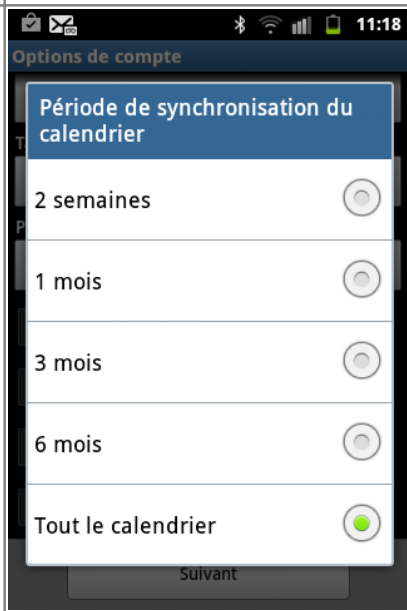 11:18
Options de compte
Période de synchronisation du
calendrier
T
P
2 semaines
1 mois
3 mois
6 mois
Tout le calendrier
Suivant